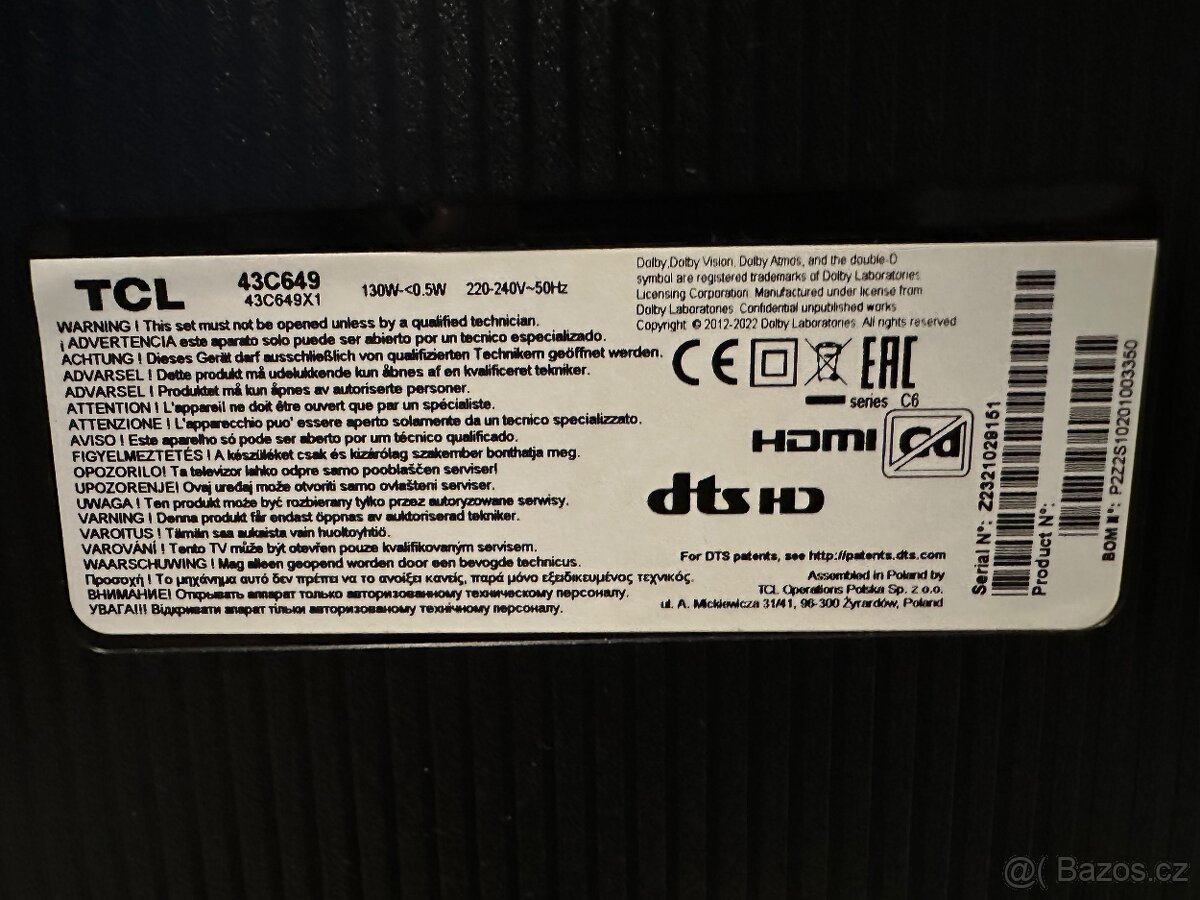 TCL
43C649
43C649X1
130W-<0.5W 220-240V~50Hz
WARNING ! This set must not be opened unless by a qualified technician.
¡ ADVERTENCIA este aparato solo puede ser abierto por un tecnico especializado.
ACHTUNG ! Dieses Gerät darf ausschließlich von qualifizierten Technikern geöffnet werden.
ADVARSEL ! Dette produkt må udelukkende kun åbnes af en kvalificeret tekniker.
ADVARSEL ! Produktet må kun åpnes av autoriserte personer.
ATTENTION ! L'appareil ne doit être ouvert que par un spécialiste.
ATTENZIONE ! L'apparecchio puo' essere aperto solamente da un tecnico specializzato.
AVISO ! Este aparelho só pode ser aberto por um técnico qualificado.
FIGYELMEZTETÉS ! A készüléket csak és kizárólag szakember bonthatja meg.
OPOZORILO! Ta televizor lahko odpre samo pooblaščen serviser!
UPOZORENJE! Ovaj uređaj može otvoriti samo ovlašteni serviser.
UWAGA ! Ten produkt może być rozbierany tylko przez autoryzowane serwisy.
VARNING ! Denna produkt får endast öppnas av auktoriserad tekniker.
VAROITUS ! Tämän saa aukaista vain huoltoyhtiö.
VAROVÁNÍ ! Tento TV může být otevřen pouze kvalifikovaným servisem.
WAARSCHUWING ! Mag alleen geopend worden door een bevogde technicus.
Προσοχή ! Το μηχάνημα αυτό δεν πρέπει να το ανοίξει κανείς, παρά μόνο εξειδικευμένος τεχνικός.
ВНИМАНИЕ! Открывать аппарат только авторизованному техническому персоналу.
УВАГА!!! Відкривати апарат тільки авторизованому технічному персоналу.
Dolby,Dolby Vision, Dolby Atmos, and the double-D
symbol are registered trademarks of Dolby Laboratories
Licensing Corporation. Manufactured under license from
Dolby Laboratories. Confidential unpublished works.
Copyright © 2012-2022 Dolby Laboratories. All rights reserved
CE EAC
series C6
HDMI Cd
dts HD
For DTS patents, see http://patents.dts.com
Assembled in Poland by
TCL Operations Polska Sp. z o.o.
ul. A. Mickiewicza 31/41, 96-300 Żyrardów, Poland
Serial N°: Z2321028151
Product N°:
BOM N°: PZZ2S10201003350
@( Bazos.cz